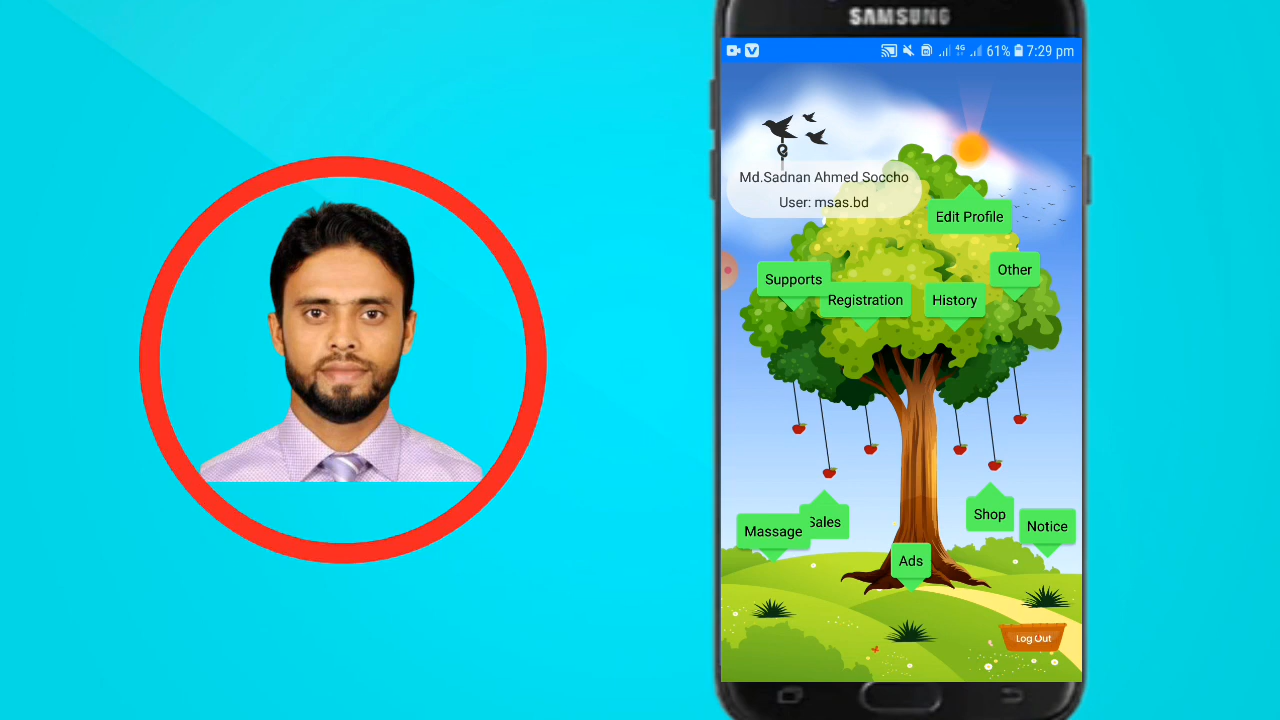 SAMSUNG
4G 61% 7:29 pm
Md.Sadnan Ahmed Soccho
User: msas.bd
Edit Profile
Other
Supports
Registration
History
Sales
Shop
Massage
Notice
Ads
Log Out